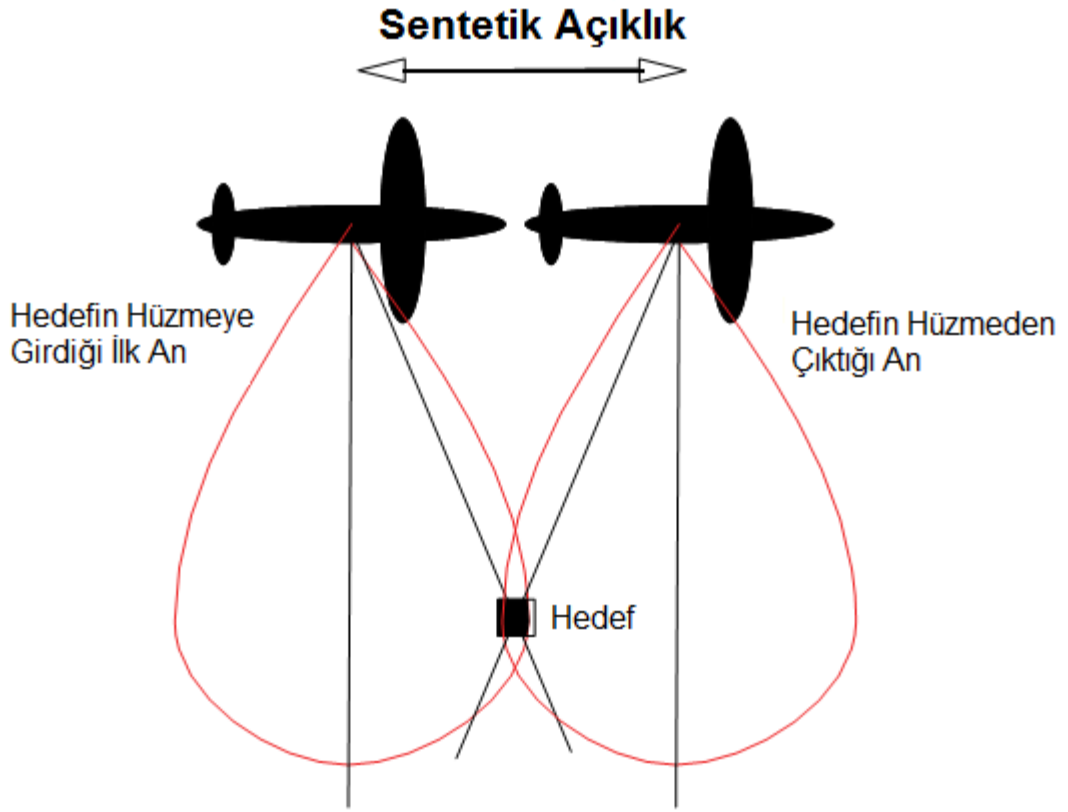 Sentetik Açıklık
Hedefin Hüzmeye
Girdiği İlk An
Hedefin Hüzmeden
Çıktığı An
Hedef